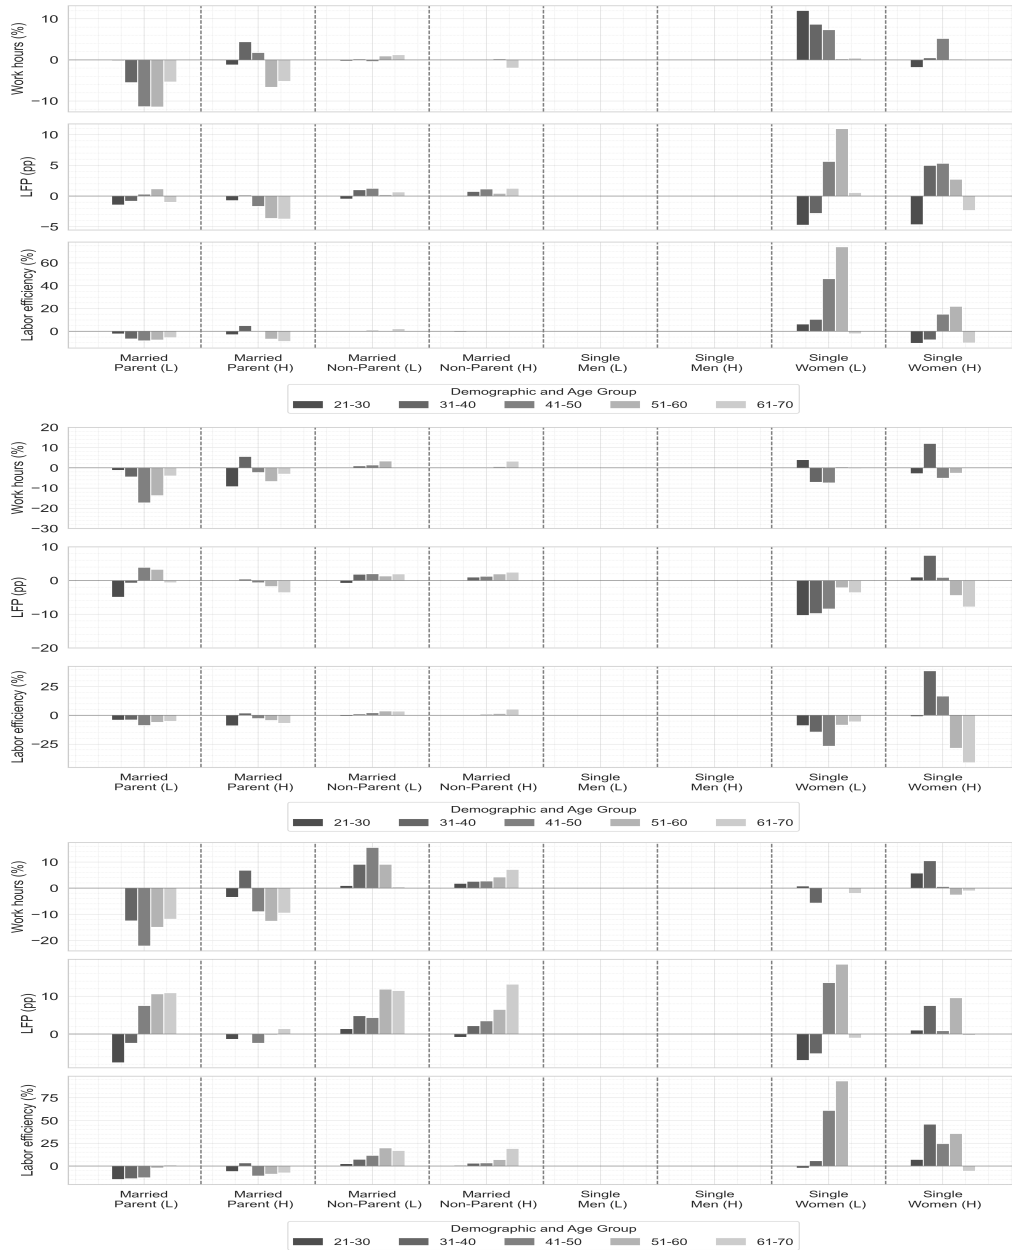 Work hours (%)
10
0
−10
LFP (pp)
10
5
0
−5
Labor efficiency (%)
60
40
20
0
Married Married Married Married Single Single Single Single
Parent (L) Parent (H) Non-Parent (L) Non-Parent (H) Men (L) Men (H) Women (L) Women (H)
Demographic and Age Group
21-30 31-40 41-50 51-60 61-70
Work hours (%)
20
10
0
−10
−20
−30
LFP (pp)
10
0
−10
−20
Labor efficiency (%)
25
0
−25
Married Married Married Married Single Single Single Single
Parent (L) Parent (H) Non-Parent (L) Non-Parent (H) Men (L) Men (H) Women (L) Women (H)
Demographic and Age Group
21-30 31-40 41-50 51-60 61-70
Work hours (%)
10
0
−10
−20
LFP (pp)
10
0
Labor efficiency (%)
75
50
25
0
Married Married Married Married Single Single Single Single
Parent (L) Parent (H) Non-Parent (L) Non-Parent (H) Men (L) Men (H) Women (L) Women (H)
Demographic and Age Group
21-30 31-40 41-50 51-60 61-70